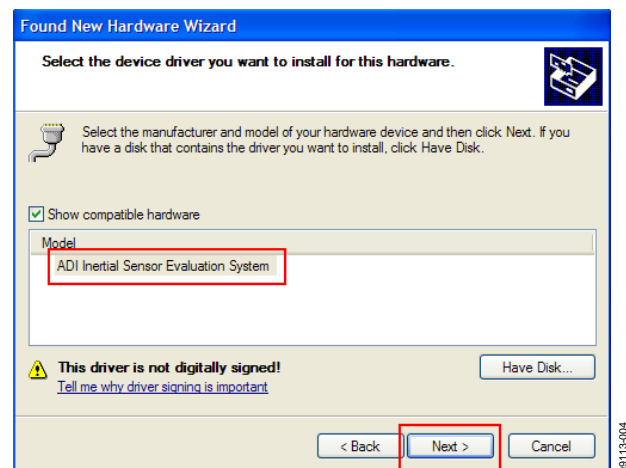 Found New Hardware Wizard
Select the device driver you want to install for this hardware.
Select the manufacturer and model of your hardware device and then click Next. If you
have a disk that contains the driver you want to install, click Have Disk.
Show compatible hardware
Model
ADI Inertial Sensor Evaluation System
This driver is not digitally signed!
Tell me why driver signing is important
Have Disk...
< Back
Next >
Cancel
9113-004